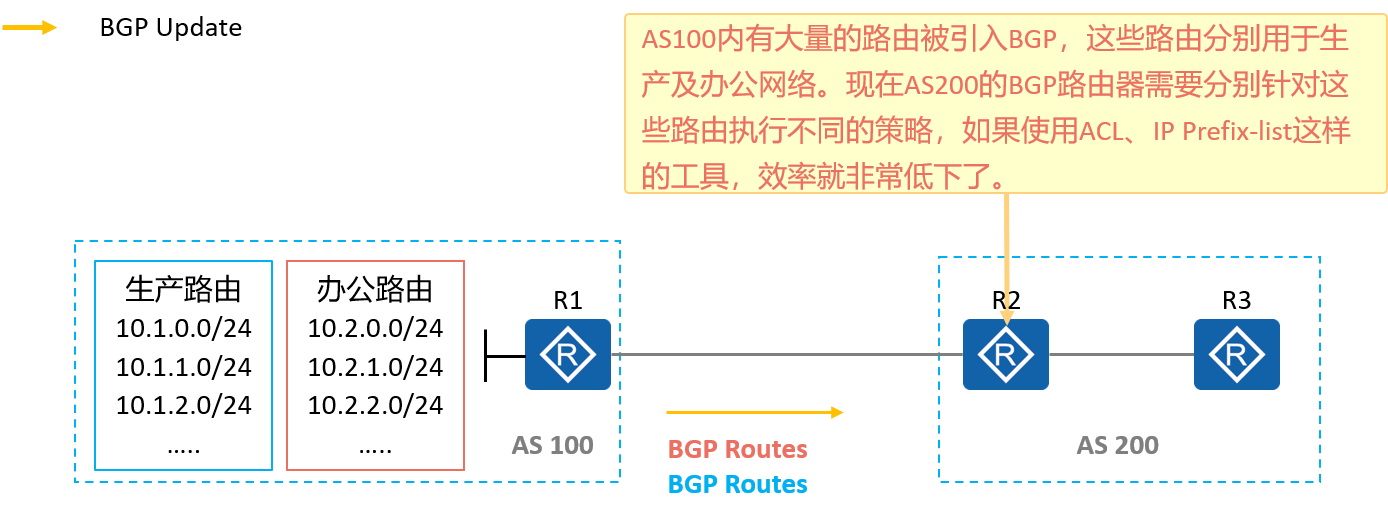 BGP Update
AS100内有大量的路由被引入BGP，这些路由分别用于生
产及办公网络。现在AS200的BGP路由器需要分别针对这
些路由执行不同的策略，如果使用ACL、IP Prefix-list这样
的工具，效率就非常低下了。
生产路由
10.1.0.0/24
10.1.1.0/24
10.1.2.0/24
…..
办公路由
10.2.0.0/24
10.2.1.0/24
10.2.2.0/24
…..
R1
R
AS 100
BGP Routes
BGP Routes
R2
R
R3
R
AS 200